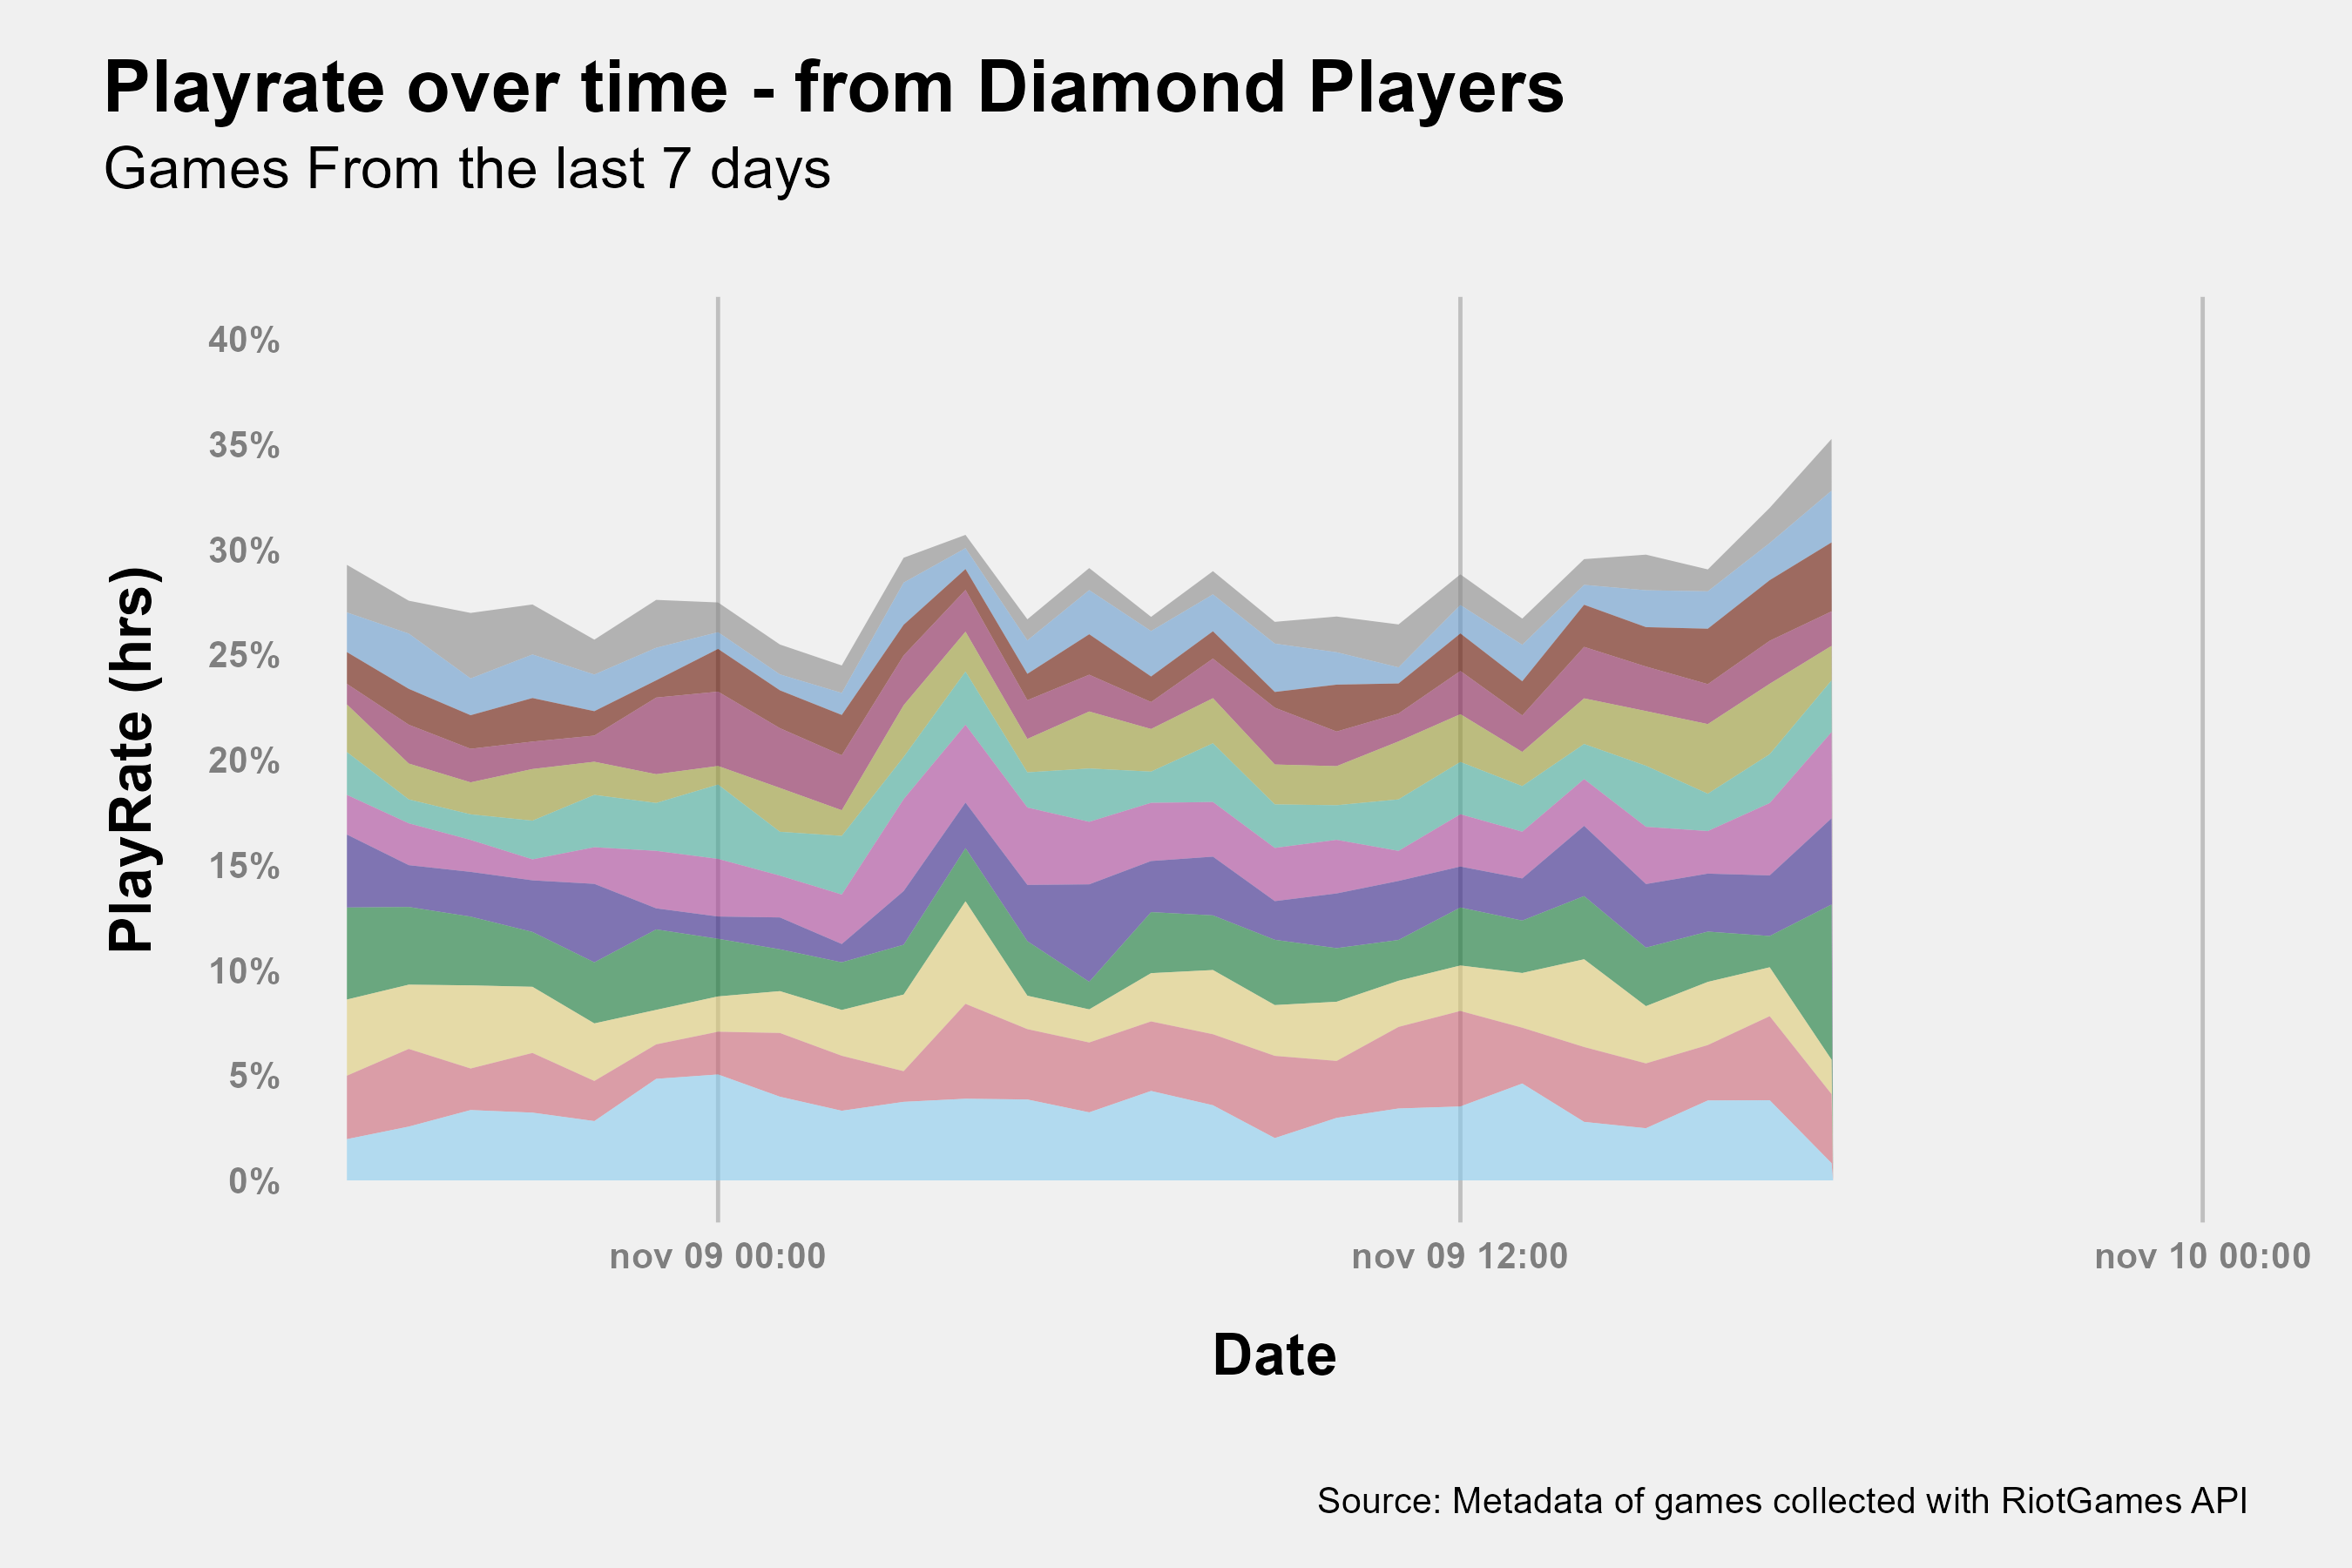 Playrate over time - from Diamond Players
Games From the last 7 days
PlayRate (hrs)
40%
35%
30%
25%
20%
15%
10%
5%
0%
nov 09 00:00
nov 09 12:00
nov 10 00:00
Date
Source: Metadata of games collected with RiotGames API